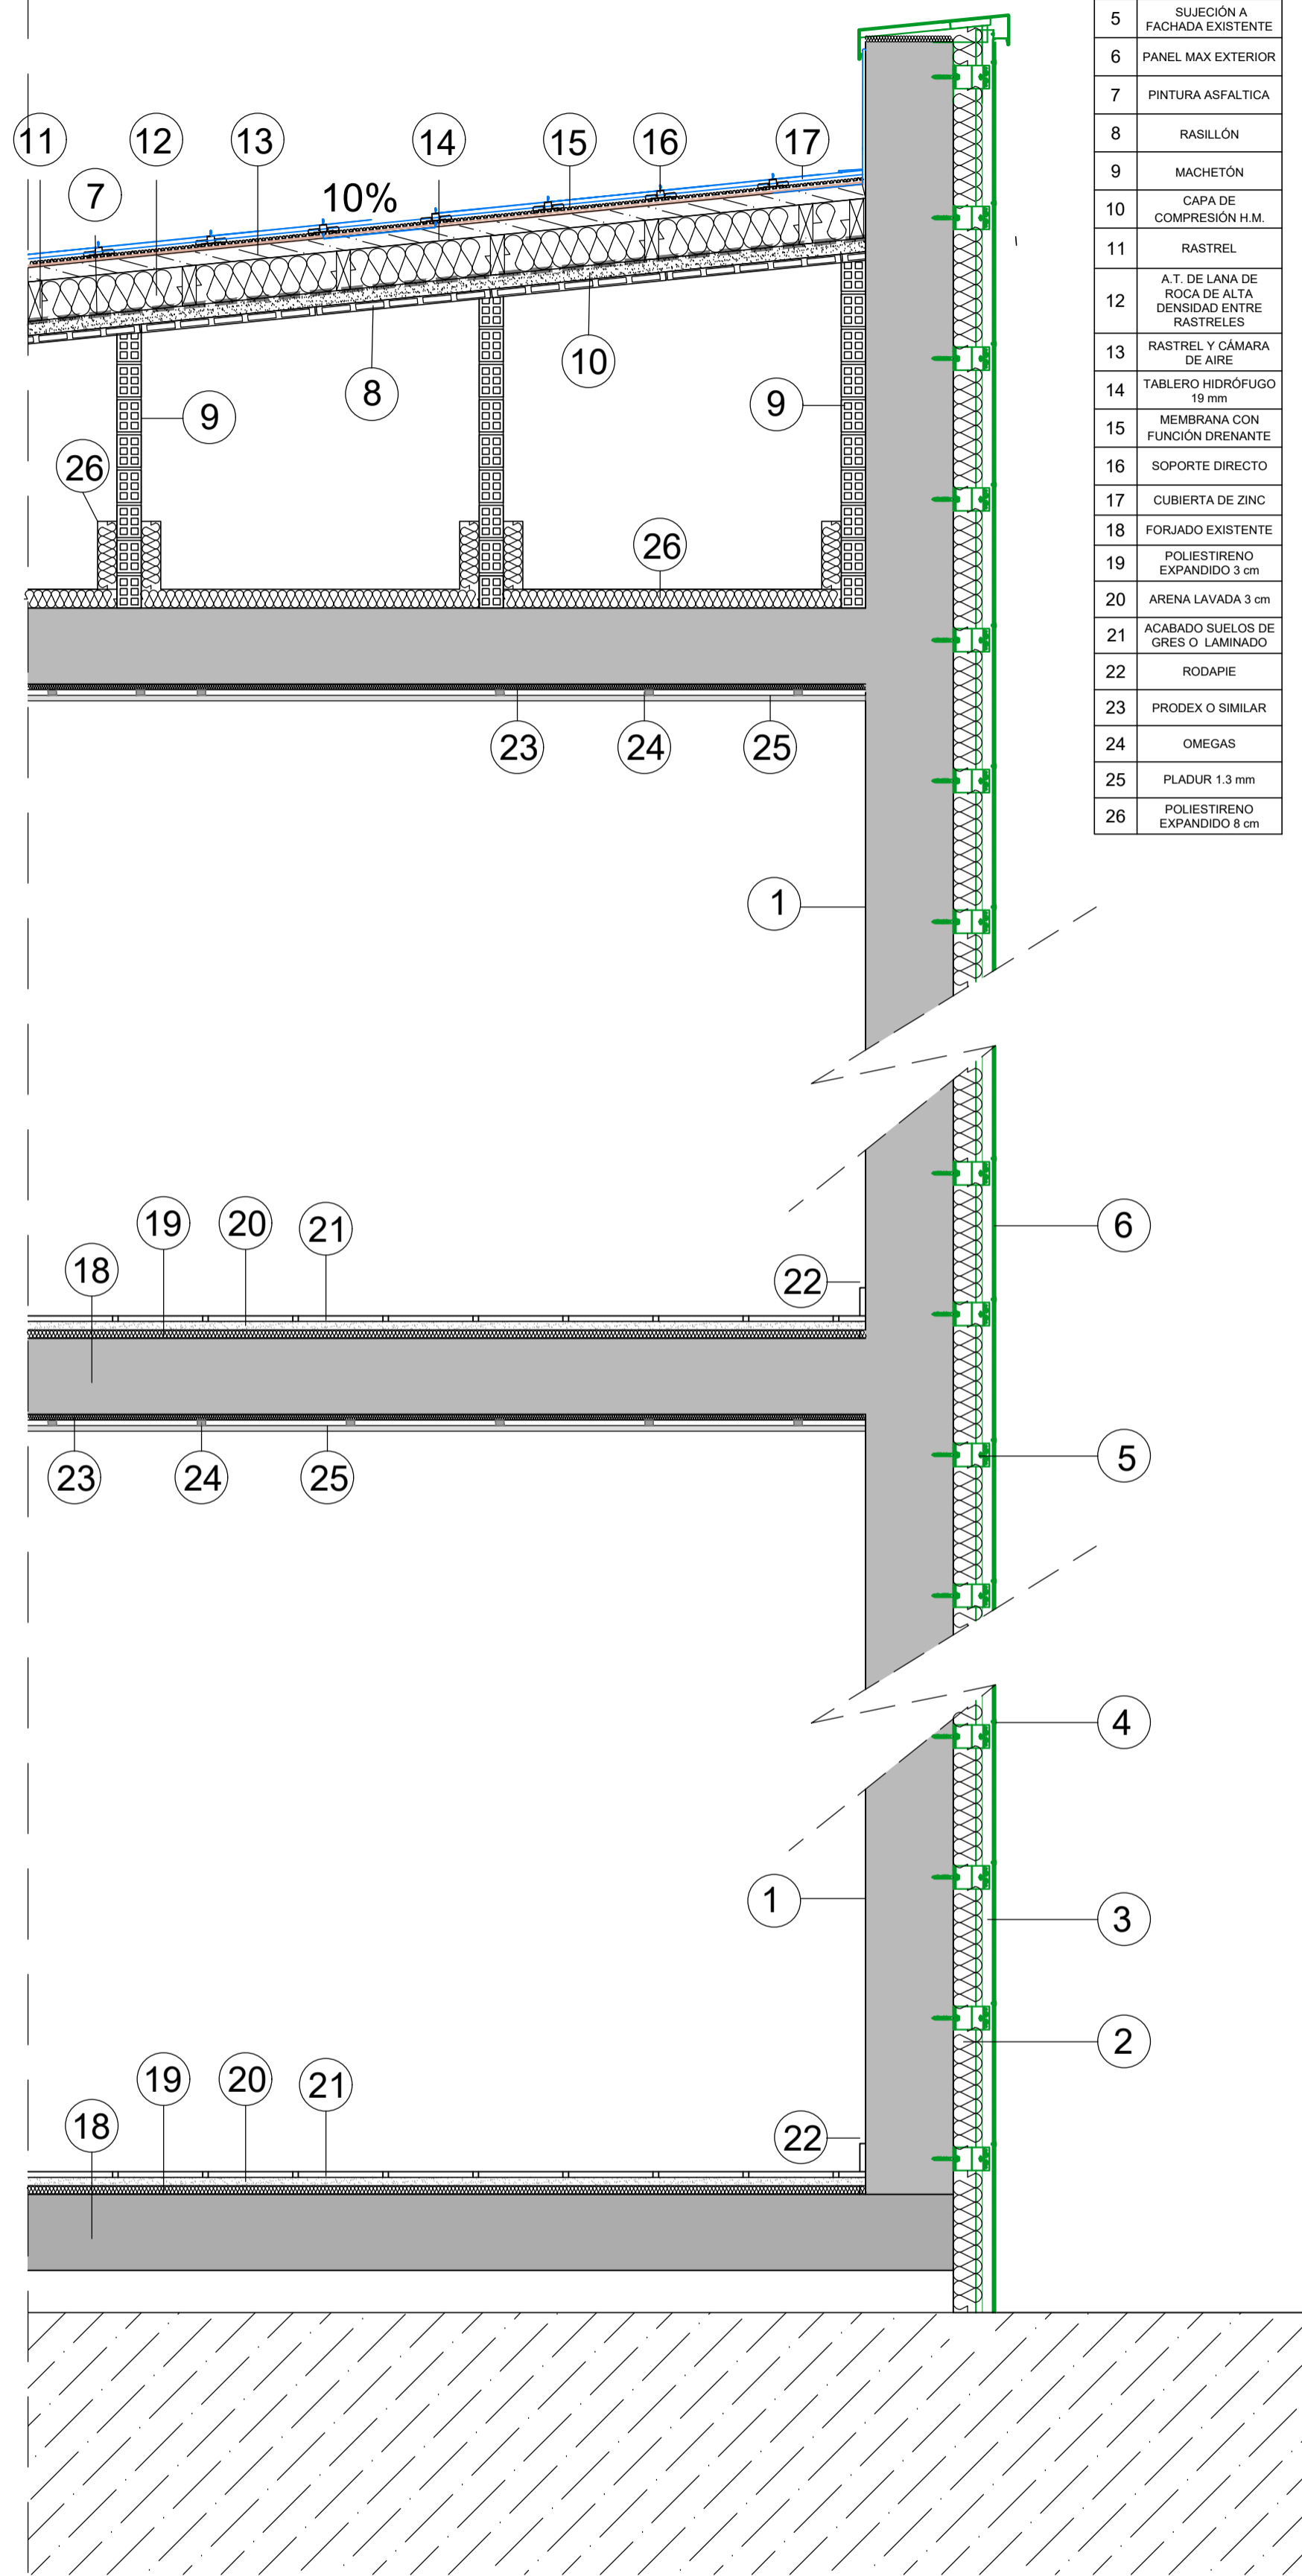 5 SUJECIÓN A
FACHADA EXISTENTE
6 PANEL MAX EXTERIOR
7 PINTURA ASFALTICA
8 RASILLÓN
9 MACHETÓN
10 CAPA DE
COMPRESIÓN H.M.
11 RASTREL
12 A.T. DE LANA DE
ROCA DE ALTA
DENSIDAD ENTRE
RASTRELES
13 RASTREL Y CÁMARA
DE AIRE
14 TABLERO HIDRÓFUGO
19 mm
15 MEMBRANA CON
FUNCIÓN DRENANTE
16 SOPORTE DIRECTO
17 CUBIERTA DE ZINC
18 FORJADO EXISTENTE
19 POLIESTIRENO
EXPANDIDO 3 cm
20 ARENA LAVADA 3 cm
21 ACABADO SUELOS DE
GRES O LAMINADO
22 RODAPIE
23 PRODEX O SIMILAR
24 OMEGAS
25 PLADUR 1.3 mm
26 POLIESTIRENO
EXPANDIDO 8 cm
11 12 13 14 15 16 17
7 10%
8 10
9 9
26
26
23 24 25
1
19 20 21
6
18 22
23 24 25
5
4
1
3
2
19 20 21
18 22